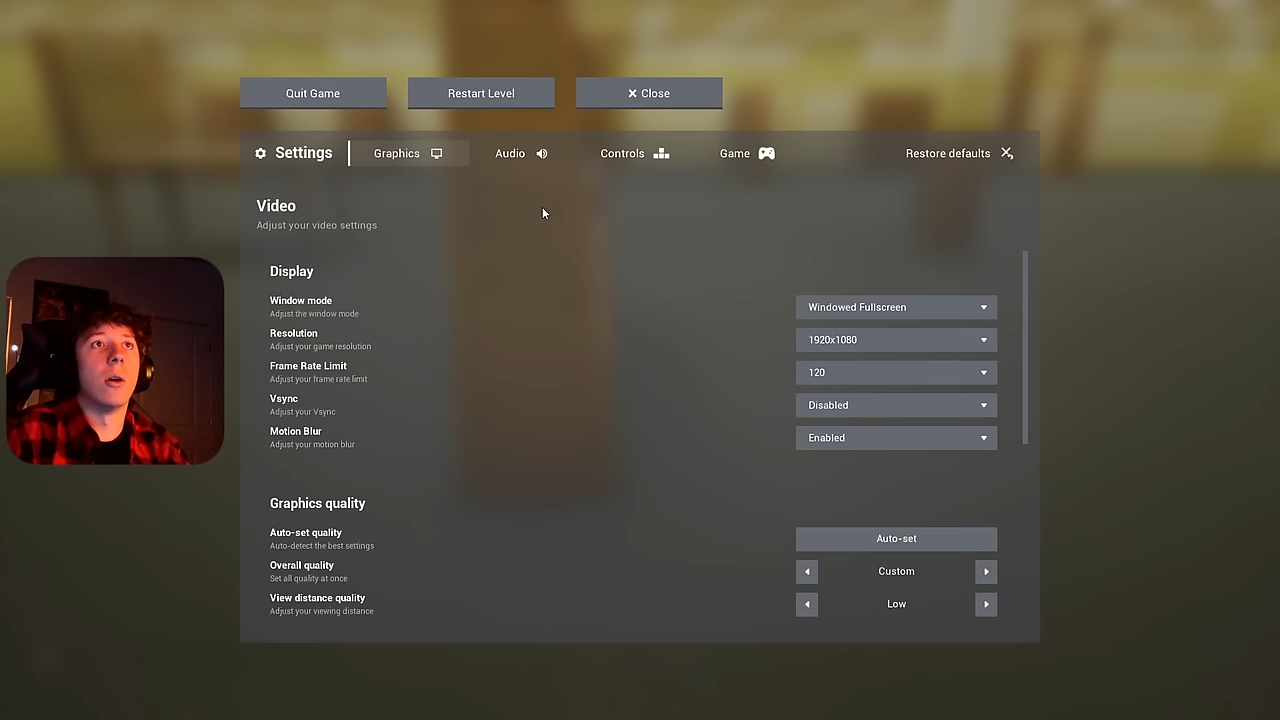 Quit Game
Restart Level
Close
Settings
Graphics
Audio
Controls
Game
Restore defaults
Video
Adjust your video settings
Display
Window mode
Adjust the window mode
Windowed Fullscreen
Resolution
Adjust your game resolution
1920x1080
Frame Rate Limit
Adjust your frame rate limit
120
Vsync
Adjust your Vsync
Disabled
Motion Blur
Adjust your motion blur
Enabled
Graphics quality
Auto-set quality
Auto-detect the best settings
Auto-set
Overall quality
Set all quality at once
Custom
View distance quality
Adjust your viewing distance
Low